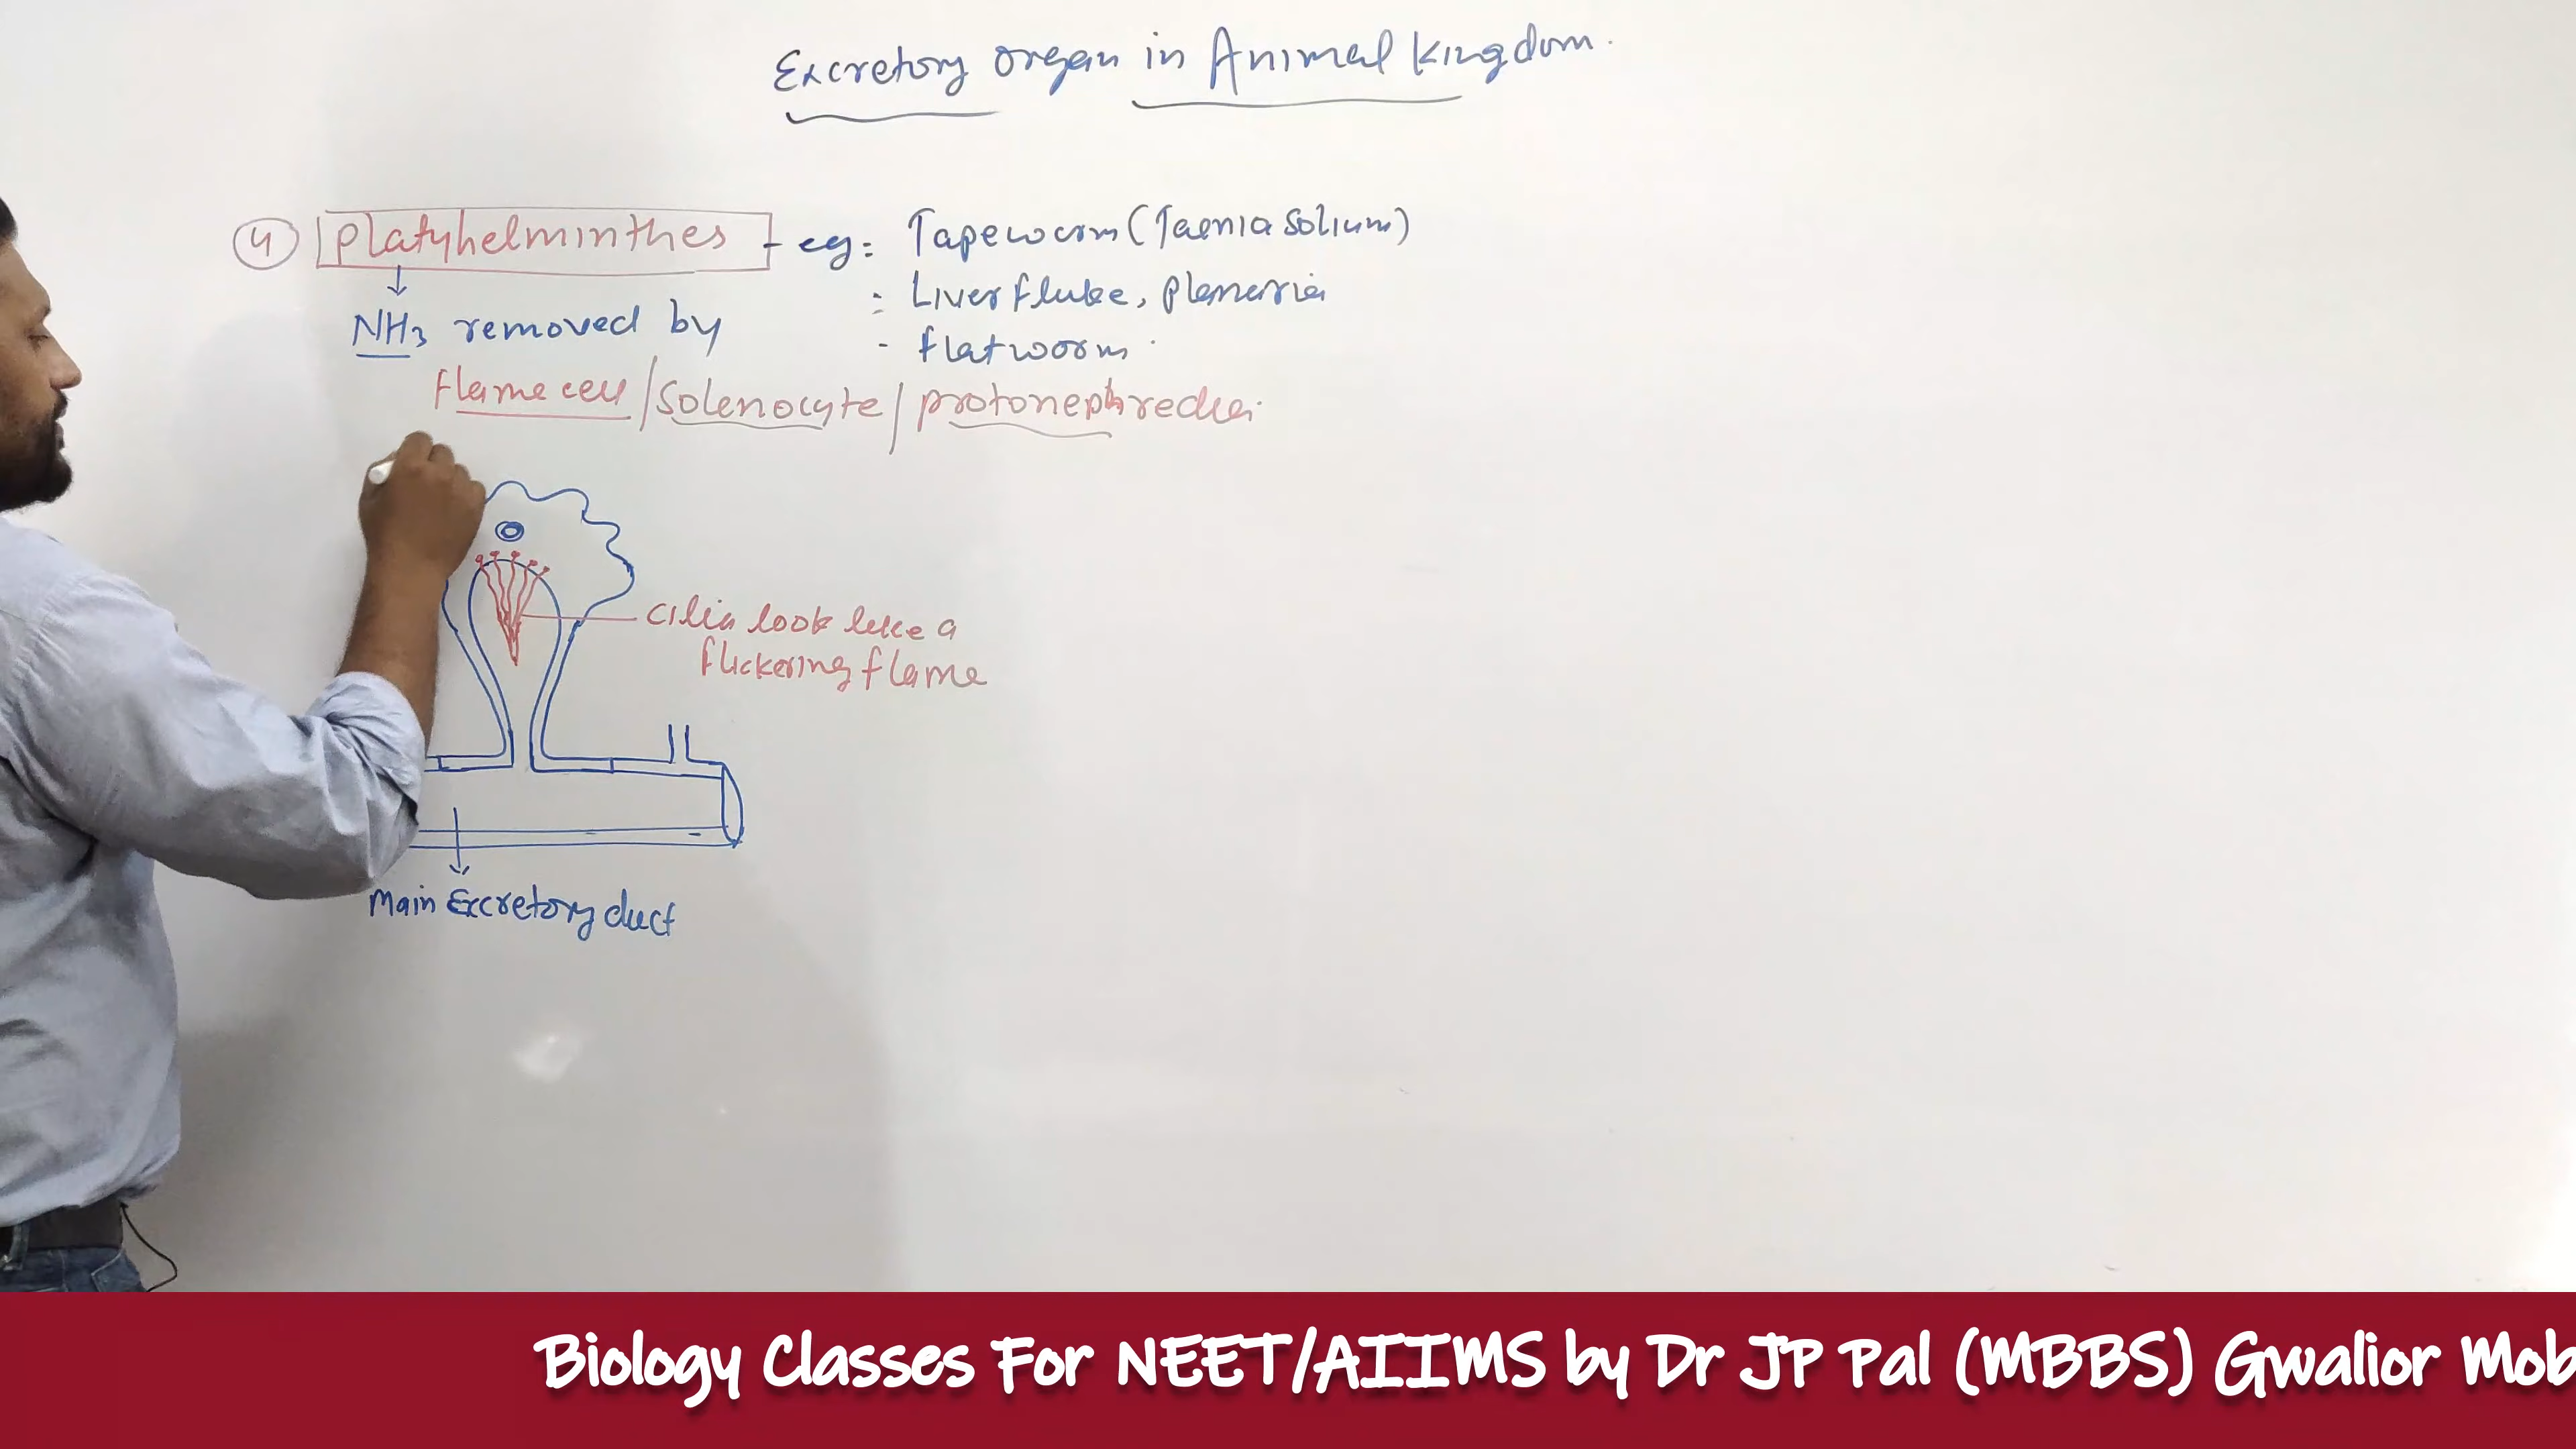 Excretory organ in Animal kingdom.
4 Platyhelminthes - eg: Tapeworm (Taenia Solium)
: Liver fluke, Planaria
- flatworm.
NH3 removed by
flame cell / Solenocyte / protonephredia.
Cilia look like a
flickering flame
Main Excretory duct
Biology Classes For NEET/AIIMS by Dr JP Pal (MBBS) Gwalior Mob